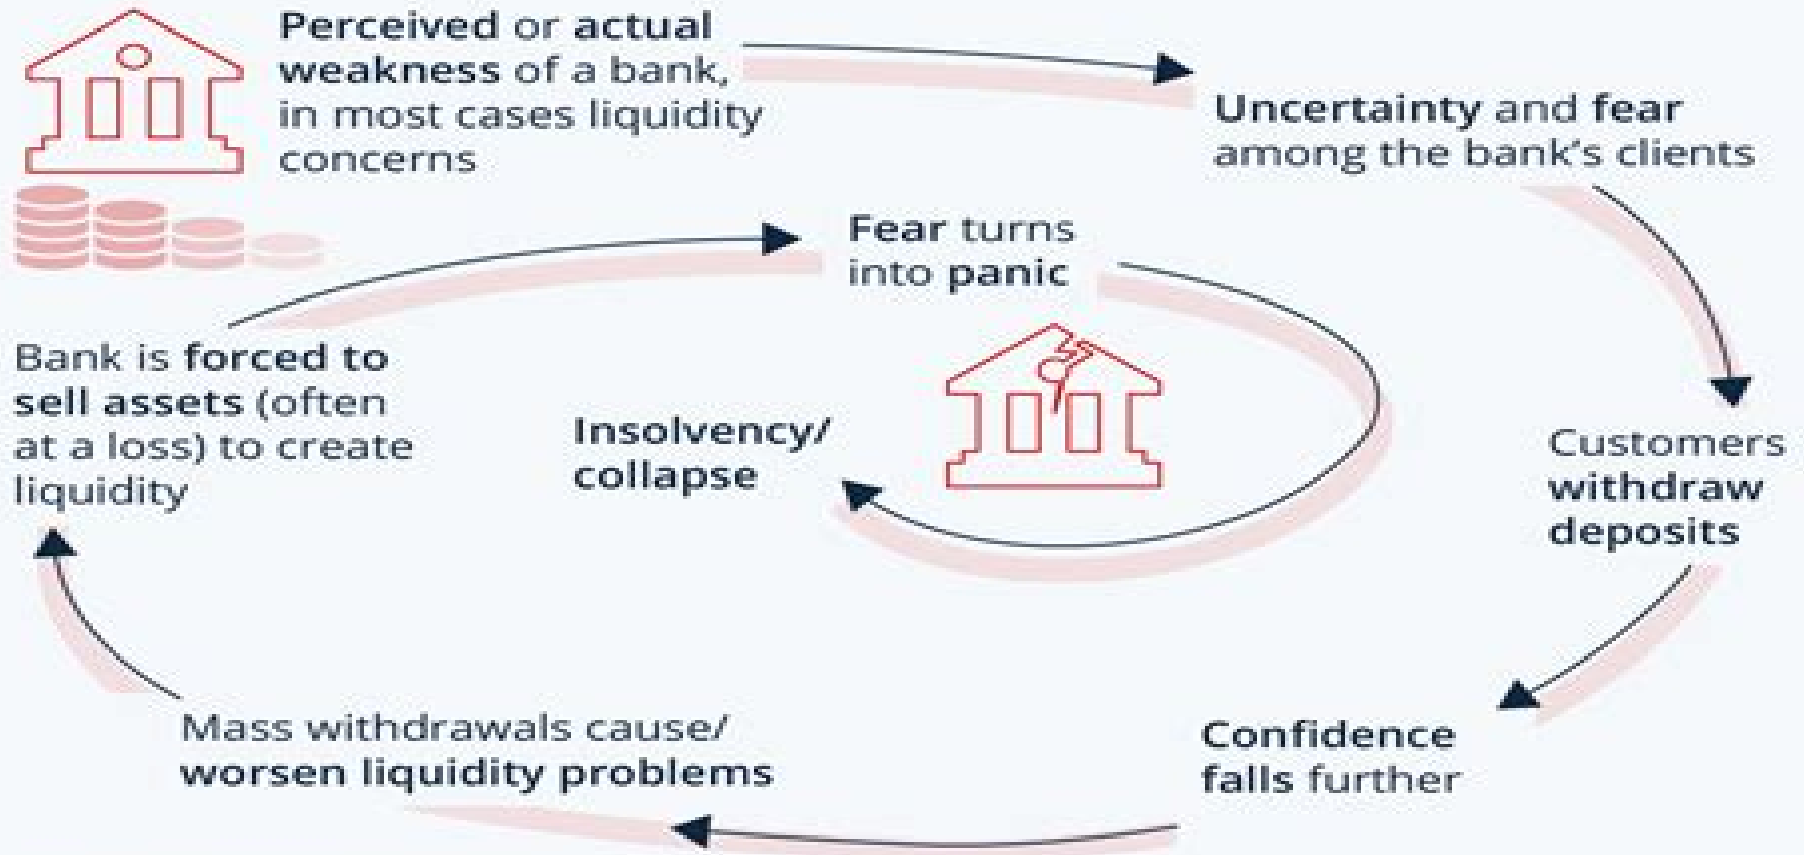 Perceived or actual
weakness of a bank,
in most cases liquidity
concerns
Uncertainty and fear
among the bank's clients
Customers
withdraw
deposits
Confidence
falls further
Mass withdrawals cause/
worsen liquidity problems
Bank is forced to
sell assets (often
at a loss) to create
liquidity
Fear turns
into panic
Insolvency/
collapse